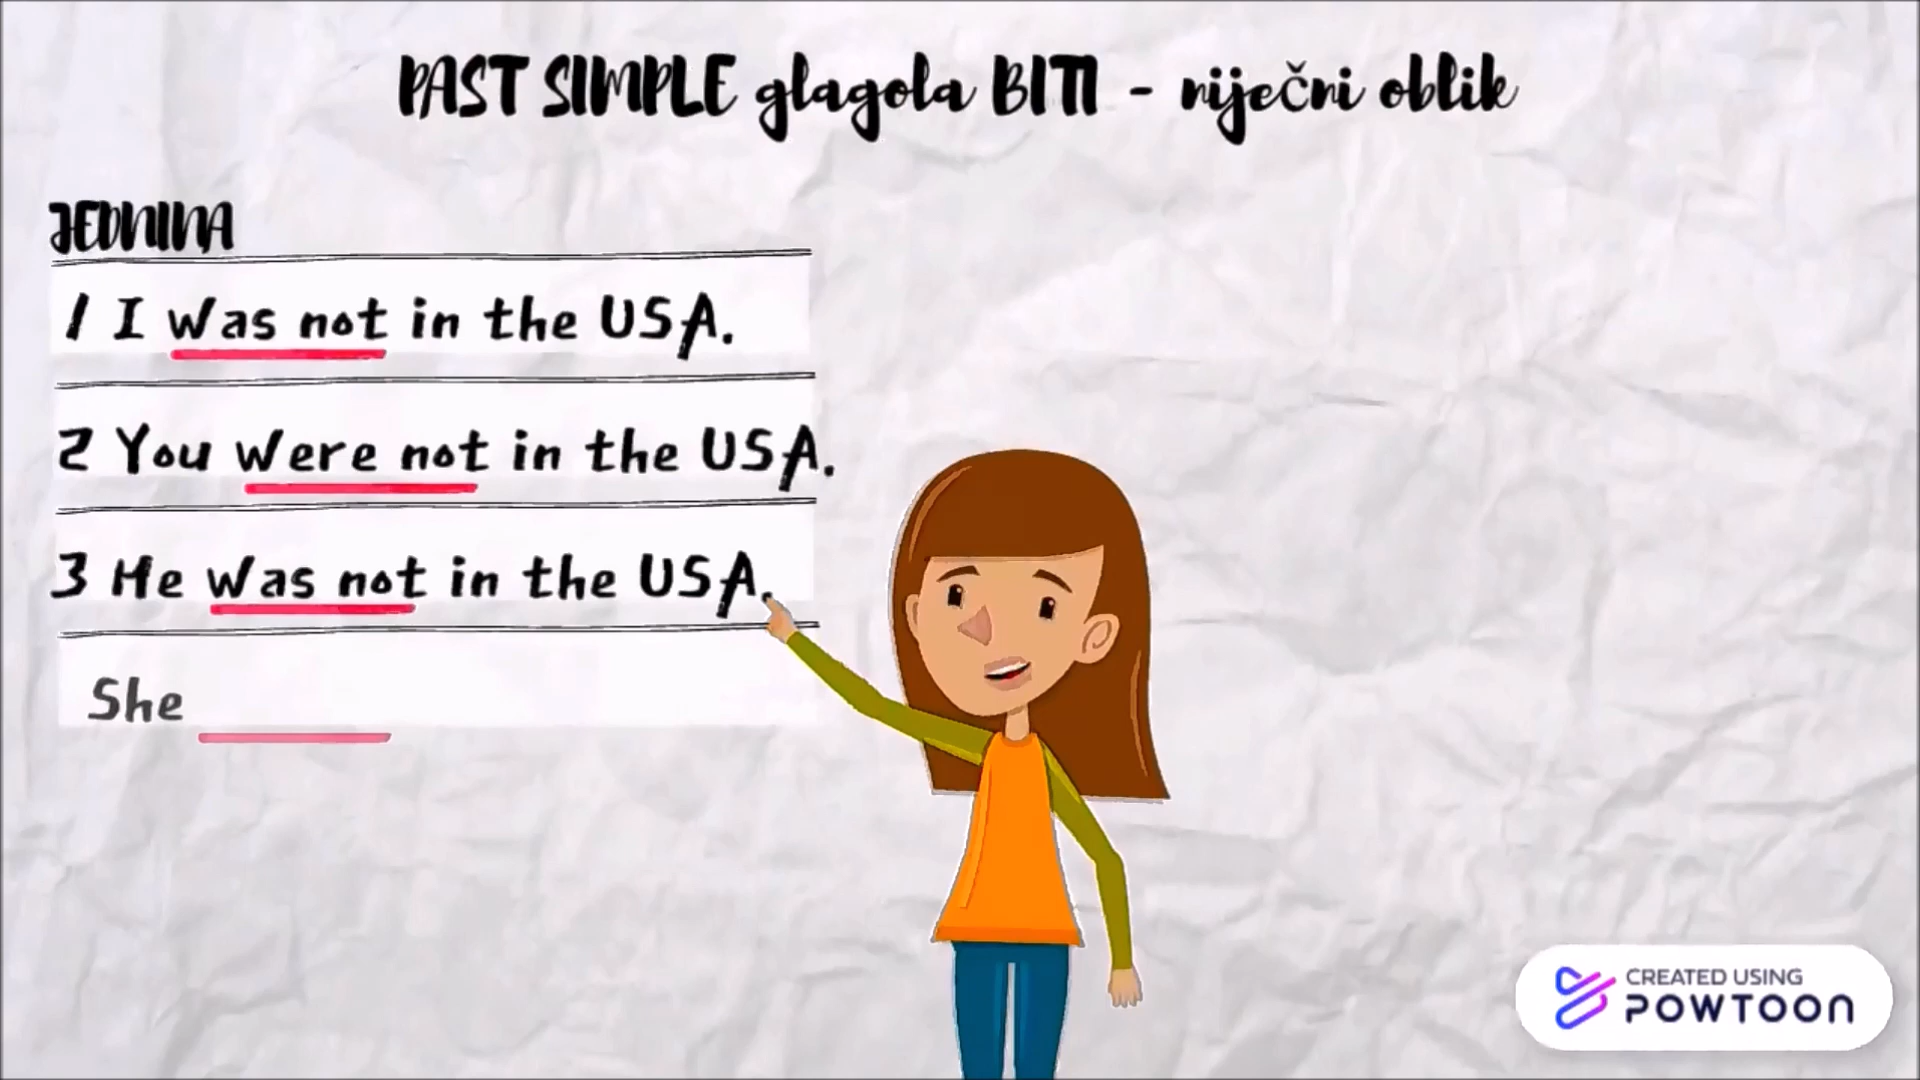 PAST SIMPLE glagola BITI - niječni oblik
JEDNINA
1 I was not in the USA.
2 You were not in the USA.
3 He was not in the USA.
She
CREATED USING
POWTOON